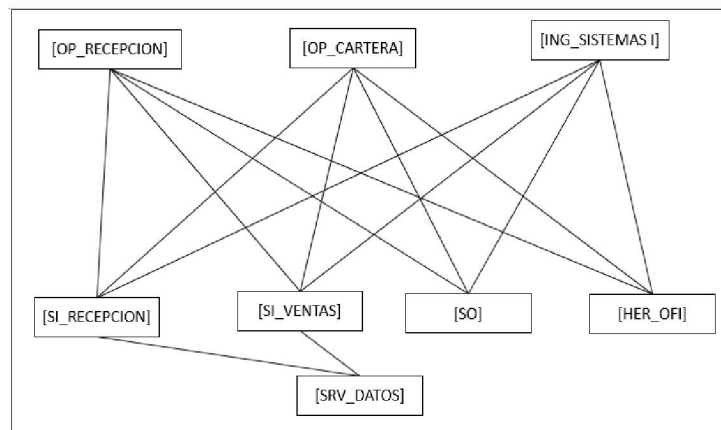 [OP_RECEPCION]
[OP_CARTERA]
[ING_SISTEMAS I]
[SI_RECEPCION]
[SI_VENTAS]
[SO]
[HER_OFI]
[SRV_DATOS]